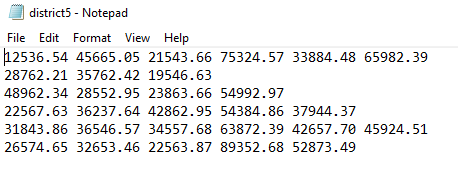 district5 - Notepad
File Edit Format View Help
12536.54 45665.05 21543.66 75324.57 33884.48 65982.39
28762.21 35762.42 19546.63
48962.34 28552.95 23863.66 54992.97
22567.63 36237.64 42862.95 54384.86 37944.37
31843.86 36546.57 34557.68 63872.39 42657.70 45924.51
26574.65 32653.46 22563.87 89352.68 52873.49